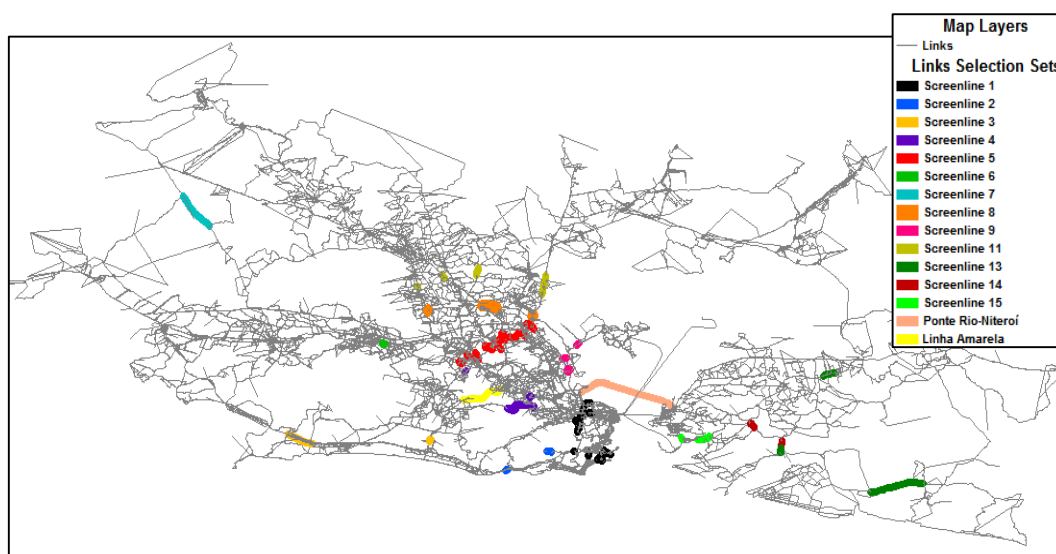 Map Layers
Links
Links Selection Sets
Screenline 1
Screenline 2
Screenline 3
Screenline 4
Screenline 5
Screenline 6
Screenline 7
Screenline 8
Screenline 9
Screenline 11
Screenline 13
Screenline 14
Screenline 15
Ponte Rio-Niteroí
Linha Amarela